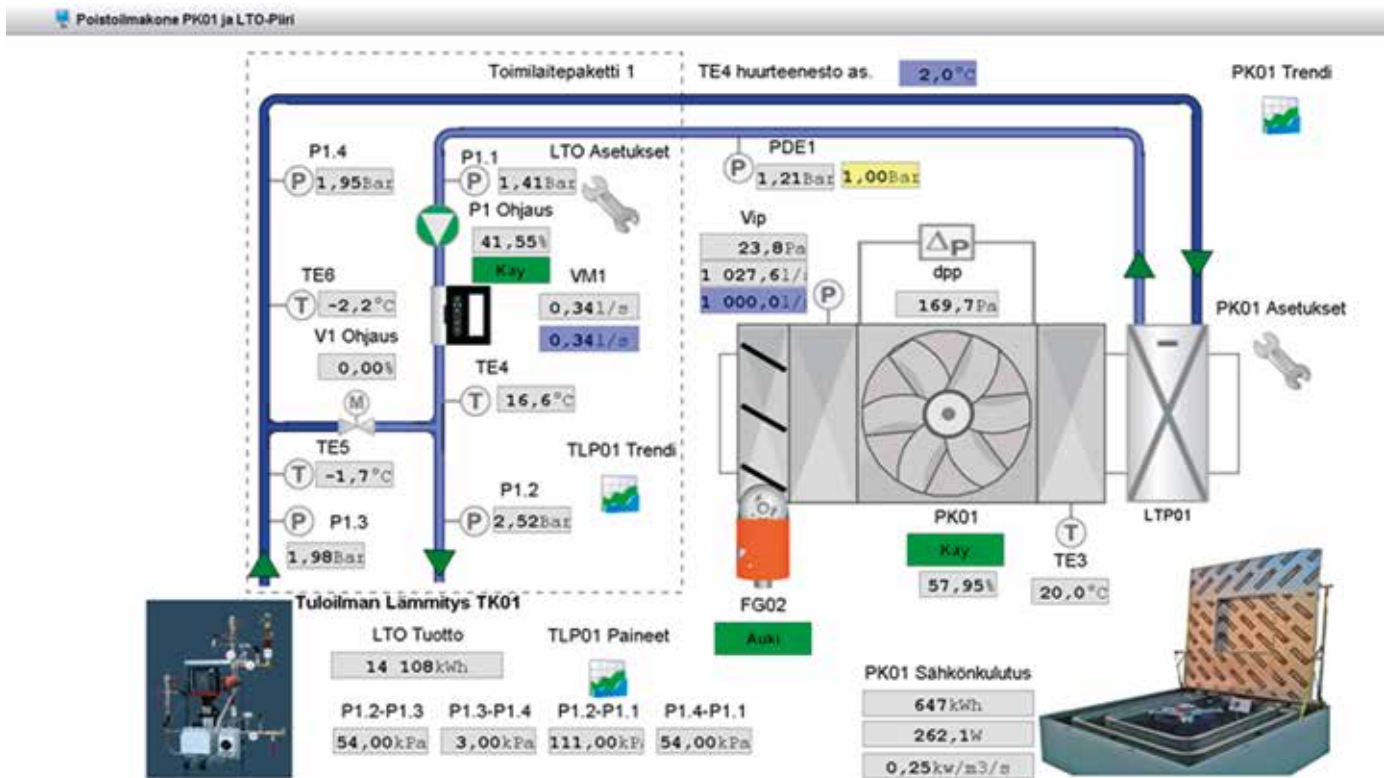 Poistoilmakone PK01 ja LTO-Piiri
Toimilaitepaketti 1
TE4 huurteenesto as.
2,0°C
PK01 Trendi
P1.4
P
1,95Bar
P1.1
P
1,41Bar
LTO Asetukset
PDE1
P
1,21Bar
1,00Bar
P1 Ohjaus
41,55%
Käy
Vip
23,8Pa
1 027,6l/s
1 000,0l/s
P
ΔP
dpp
169,7Pa
TE6
T
-2,2°C
VM1
0,34l/s
0,34l/s
PK01 Asetukset
V1 Ohjaus
0,00%
M
TE4
T
16,6°C
TE5
T
-1,7°C
TLP01 Trendi
P
P1.3
1,98Bar
P1.2
P
2,52Bar
PK01
Käy
57,95%
T
TE3
20,0°C
LTP01
FG02
Auki
Tuloilman Lämmitys TK01
LTO Tuotto
14 108kWh
TLP01 Paineet
P1.2-P1.3
P1.3-P1.4
P1.2-P1.1
P1.4-P1.1
54,00kPa
3,00kPa
111,00kP
54,00kPa
PK01 Sähkönkulutus
647kWh
262,1W
0,25kw/m3/s